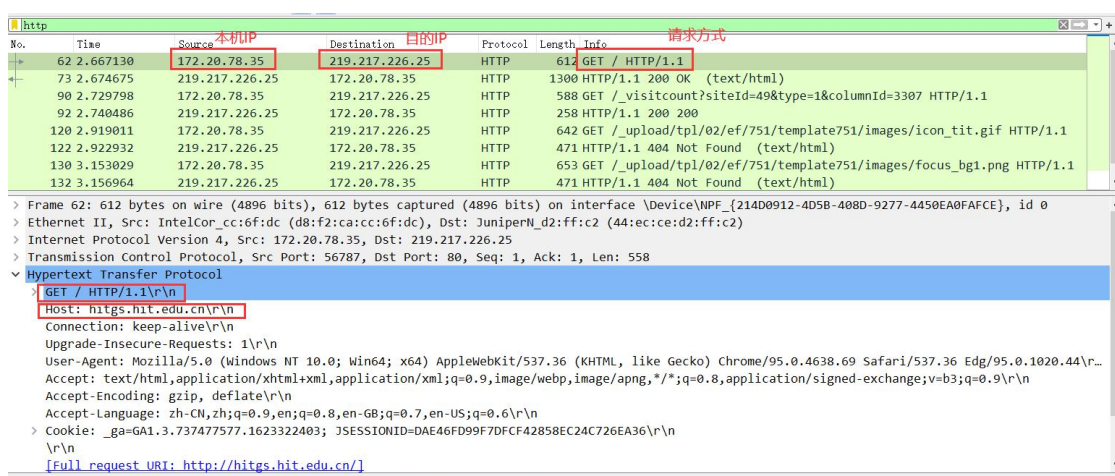 http
本机IP 目的IP 请求方式
No. Time Source Destination Protocol Length Info
62 2.667130 172.20.78.35 219.217.226.25 HTTP 612 GET / HTTP/1.1
73 2.674675 219.217.226.25 172.20.78.35 HTTP 1300 HTTP/1.1 200 OK (text/html)
90 2.729798 172.20.78.35 219.217.226.25 HTTP 588 GET /_visitcount?siteId=49&type=1&columnId=3307 HTTP/1.1
92 2.740486 219.217.226.25 172.20.78.35 HTTP 258 HTTP/1.1 200 200
120 2.919011 172.20.78.35 219.217.226.25 HTTP 642 GET /_upload/tpl/02/ef/751/template751/images/icon_tit.gif HTTP/1.1
122 2.922932 219.217.226.25 172.20.78.35 HTTP 471 HTTP/1.1 404 Not Found (text/html)
130 3.153029 172.20.78.35 219.217.226.25 HTTP 653 GET /_upload/tpl/02/ef/751/template751/images/focus_bg1.png HTTP/1.1
132 3.156964 219.217.226.25 172.20.78.35 HTTP 471 HTTP/1.1 404 Not Found (text/html)
> Frame 62: 612 bytes on wire (4896 bits), 612 bytes captured (4896 bits) on interface \Device\NPF_{214D0912-4D5B-408D-9277-4450EA0FAFCE}, id 0
> Ethernet II, Src: IntelCor_cc:6f:dc (d8:f2:ca:cc:6f:dc), Dst: JuniperN_d2:ff:c2 (44:ec:ce:d2:ff:c2)
> Internet Protocol Version 4, Src: 172.20.78.35, Dst: 219.217.226.25
> Transmission Control Protocol, Src Port: 56787, Dst Port: 80, Seq: 1, Ack: 1, Len: 558
Hypertext Transfer Protocol
> GET / HTTP/1.1\r\n
Host: hitgs.hit.edu.cn\r\n
Connection: keep-alive\r\n
Upgrade-Insecure-Requests: 1\r\n
User-Agent: Mozilla/5.0 (Windows NT 10.0; Win64; x64) AppleWebKit/537.36 (KHTML, like Gecko) Chrome/95.0.4638.69 Safari/537.36 Edg/95.0.1020.44\r…
Accept: text/html,application/xhtml+xml,application/xml;q=0.9,image/webp,image/apng,*/*;q=0.8,application/signed-exchange;v=b3;q=0.9\r\n
Accept-Encoding: gzip, deflate\r\n
Accept-Language: zh-CN,zh;q=0.9,en;q=0.8,en-GB;q=0.7,en-US;q=0.6\r\n
> Cookie: _ga=GA1.3.737477577.1623322403; JSESSIONID=DAE46FD99F7DFCF42858EC24C726EA36\r\n
\r\n
[Full request URI: http://hitgs.hit.edu.cn/]